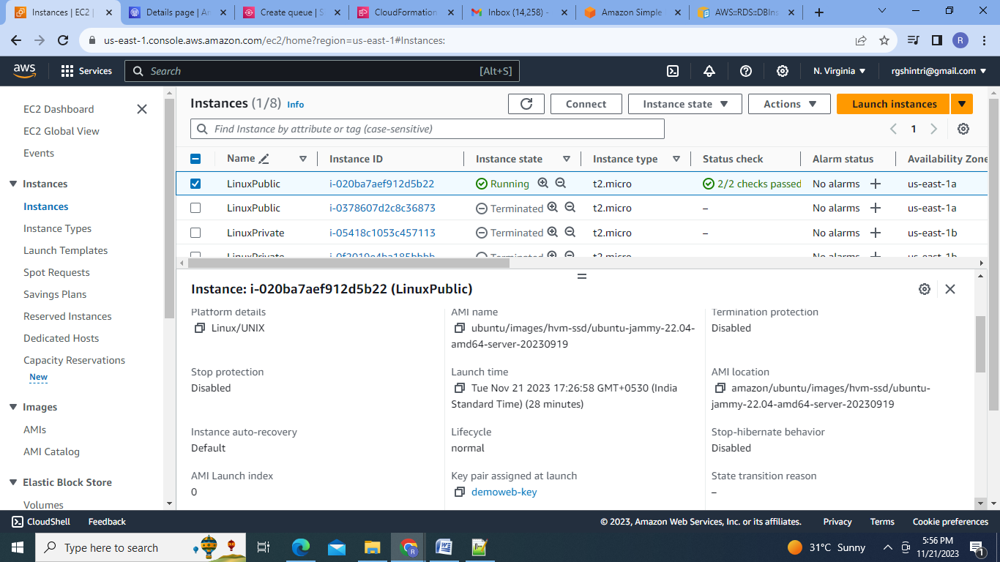 Instances | EC2 |
Details page | An
Create queue | S
CloudFormation
Inbox (14,258) -
Amazon Simple
AWS::RDS::DBIns
us-east-1.console.aws.amazon.com/ec2/home?region=us-east-1#Instances:
R
aws
Services
Search
[Alt+S]
N. Virginia
rgshintri@gmail.com
EC2 Dashboard
EC2 Global View
Events
Instances
Instances
Instance Types
Launch Templates
Spot Requests
Savings Plans
Reserved Instances
Dedicated Hosts
Capacity Reservations
New
Images
AMIs
AMI Catalog
Elastic Block Store
Volumes
Instances (1/8) Info
Connect
Instance state
Actions
Launch instances
Find Instance by attribute or tag (case-sensitive)
1
Name Instance ID Instance state Instance type Status check Alarm status Availability Zone
LinuxPublic i-020ba7aef912d5b22 Running t2.micro 2/2 checks passed No alarms + us-east-1a
LinuxPublic i-0378607d2c8c36873 Terminated t2.micro – No alarms + us-east-1a
LinuxPrivate i-05418c1053c457113 Terminated t2.micro – No alarms + us-east-1b
LinuxPrivate Terminated t2.micro No alarms us-east-1b
Instance: i-020ba7aef912d5b22 (LinuxPublic)
Platform details
Linux/UNIX
AMI name
ubuntu/images/hvm-ssd/ubuntu-jammy-22.04-
amd64-server-20230919
Termination protection
Disabled
Stop protection
Disabled
Launch time
Tue Nov 21 2023 17:26:58 GMT+0530 (India
Standard Time) (28 minutes)
AMI location
amazon/ubuntu/images/hvm-ssd/ubuntu-
jammy-22.04-amd64-server-20230919
Instance auto-recovery
Default
Lifecycle
normal
Stop-hibernate behavior
Disabled
AMI Launch index
0
Key pair assigned at launch
demoweb-key
State transition reason
–
CloudShell
Feedback
© 2023, Amazon Web Services, Inc. or its affiliates.
Privacy
Terms
Cookie preferences
Type here to search
31°C Sunny
5:56 PM
11/21/2023
1